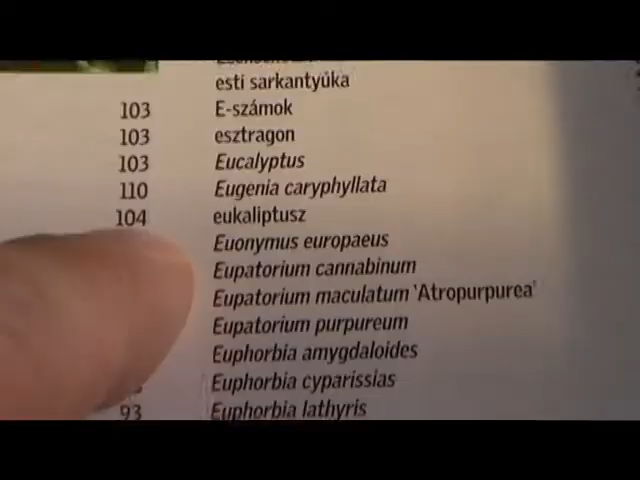 esti sarkantyúka
103 E-számok
103 esztragon
103 Eucalyptus
110 Eugenia caryphyllata
104 eukaliptusz
Euonymus europaeus
Eupatorium cannabinum
Eupatorium maculatum 'Atropurpurea'
Eupatorium purpureum
Euphorbia amygdaloides
Euphorbia cyparissias
93 Euphorbia lathyris